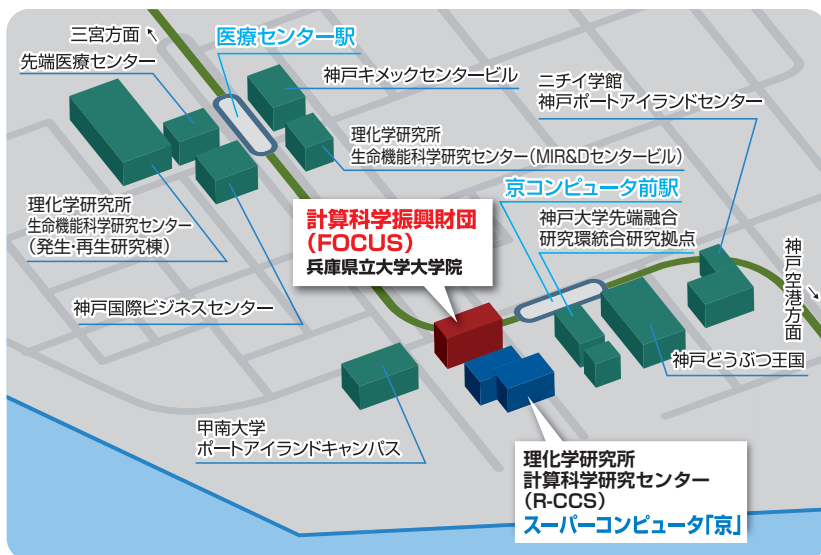 三宮方面
医療センター駅
先端医療センター
神戸キメックセンタービル
ニチイ学館
神戸ポートアイランドセンター
理化学研究所
生命機能科学研究センター(MIR&Dセンタービル)
京コンピュータ前駅
理化学研究所
生命機能科学研究センター
(発生・再生研究棟)
計算科学振興財団
(FOCUS)
兵庫県立大学大学院
神戸大学先端融合
研究環統合研究拠点
神戸空港方面
神戸国際ビジネスセンター
神戸どうぶつ王国
甲南大学
ポートアイランドキャンパス
理化学研究所
計算科学研究センター
(R-CCS)
スーパーコンピュータ「京」